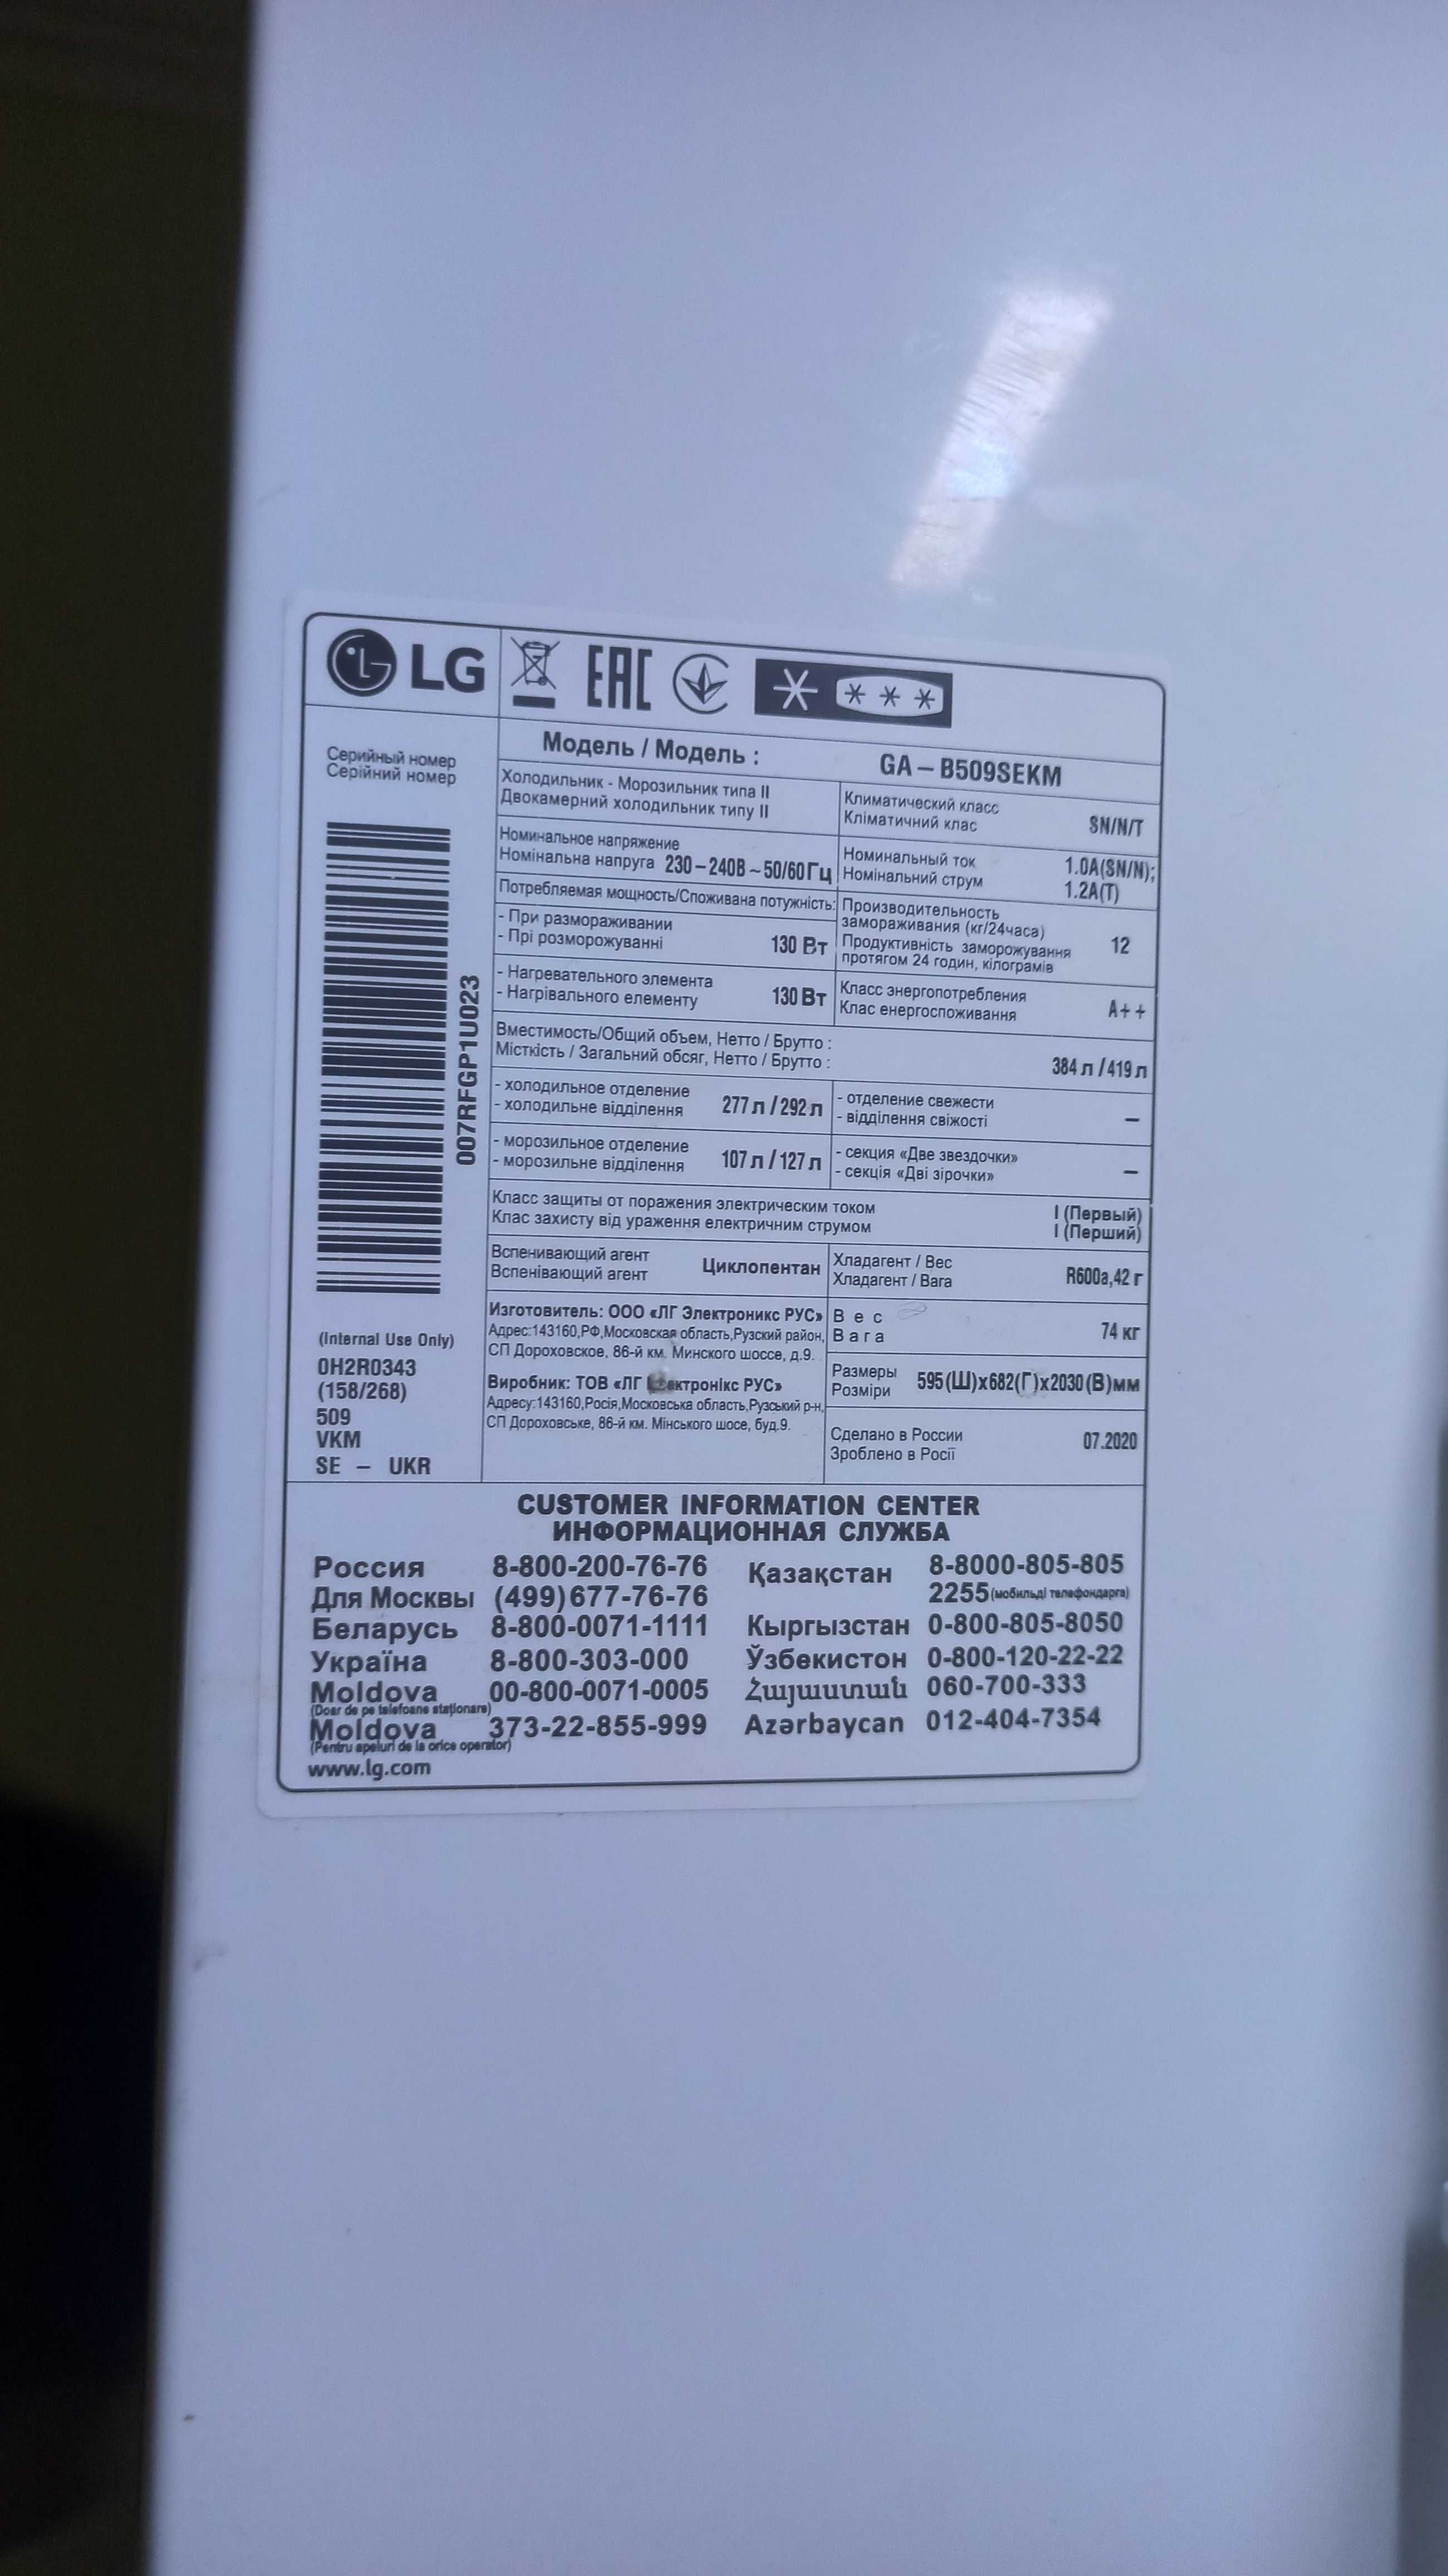 LG EAC
Модель / Модель : GA – B509SEKM
Серийный номер
Серійний номер
007RFGP1U023
(Internal Use Only)
0H2R0343
(158/268)
509
VKM
SE – UKR
Холодильник - Морозильник типа II
Двокамерний холодильник типу II
Климатический класс
Кліматичний клас
SN/N/T
Номинальное напряжение
Номінальна напруга 230 – 240В ~ 50/60 Гц
Номинальный ток
Номінальний струм
1.0A(SN/N);
1.2A(T)
Потребляемая мощность/Споживана потужність:
- При размораживании
- Прі розморожуванні
130 Вт
Производительность
замораживания (кг/24часа)
Продуктивність заморожування
протягом 24 годин, кілограмів
12
- Нагревательного элемента
- Нагрівального елементу
130 Вт
Класс энергопотребления
Клас енергоспоживання
A++
Вместимость/Общий объем, Нетто / Брутто :
Місткість / Загальний обсяг, Нетто / Брутто :
384 л / 419 л
- холодильное отделение
- холодильне відділення
277 л / 292 л
- отделение свежести
- відділення свіжості
–
- морозильное отделение
- морозильне відділення
107 л / 127 л
- секция «Две звездочки»
- секція «Дві зірочки»
–
Класс защиты от поражения электрическим током
Клас захисту від ураження електричним струмом
I (Первый)
I (Перший)
Вспенивающий агент
Вспенівающий агент
Циклопентан
Хладагент / Вес
Хладагент / Вага
R600a,42 г
Изготовитель: ООО «ЛГ Электроникс РУС»
Адрес:143160,РФ,Московская область,Рузский район,
СП Дороховское, 86-й км. Минского шоссе, д.9.
Виробник: ТОВ «ЛГ РУС»
Адресу:143160,Росія,Московська область,Рузський р-н,
СП Дороховське, 86-й км. Мінського шосе, буд.9.
Вес
Вага
74 кг
Размеры
Розміри
595(Ш)x682(Г)x2030(В)мм
Сделано в России
Зроблено в Росії
07.2020
CUSTOMER INFORMATION CENTER
ИНФОРМАЦИОННАЯ СЛУЖБА
Россия 8-800-200-76-76
Для Москвы (499)677-76-76
Беларусь 8-800-0071-1111
Україна 8-800-303-000
Moldova 00-800-0071-0005
(Doar de pe telefoane staționare)
Moldova 373-22-855-999
(Pentru apeluri de la orice operator)
www.lg.com
Қазақстан 8-8000-805-805
2255 (мобильді телефондарға)
Кыргызстан 0-800-805-8050
Ўзбекистон 0-800-120-22-22
Հայաստան 060-700-333
Azərbaycan 012-404-7354